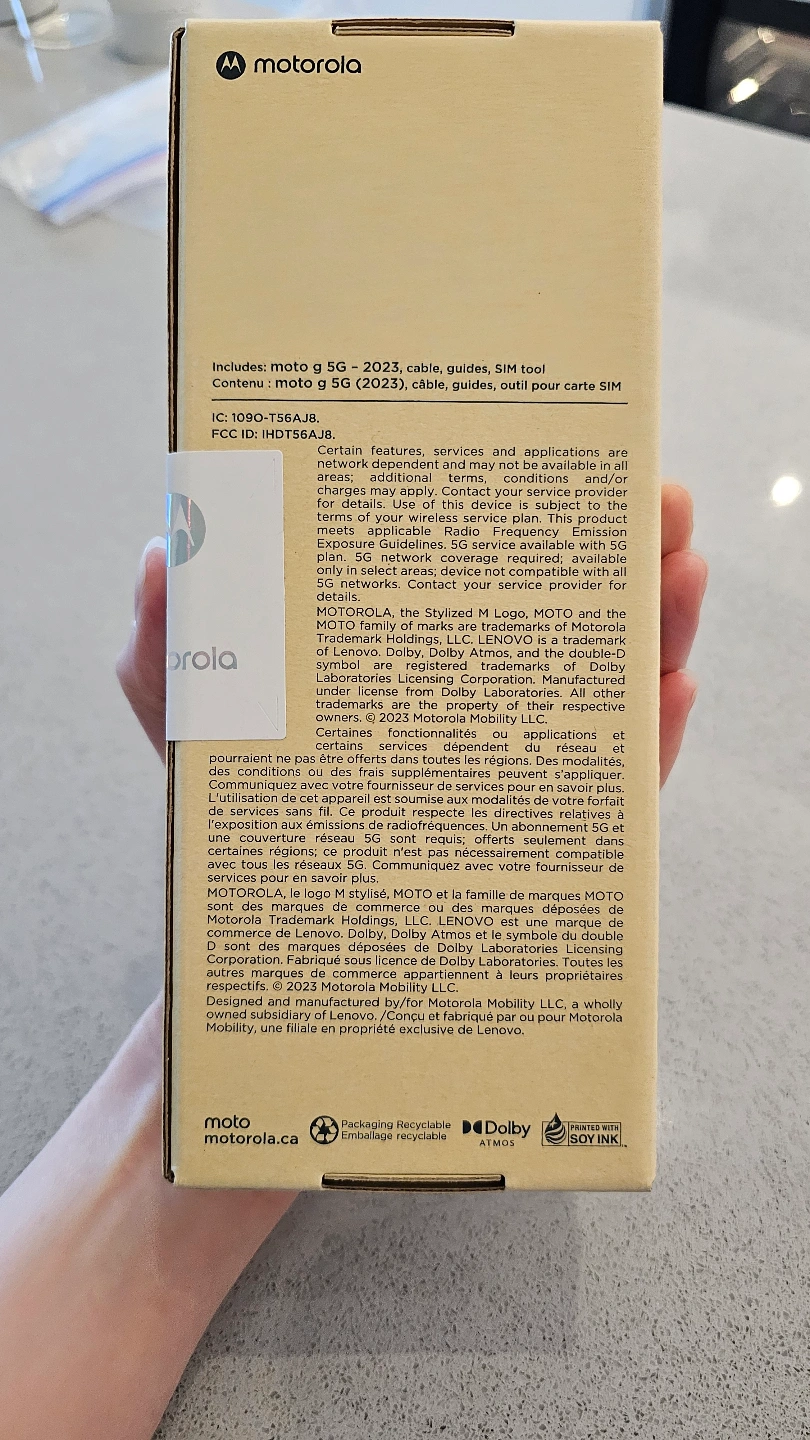 motorola
Includes: moto g 5G – 2023, cable, guides, SIM tool
Contenu : moto g 5G (2023), câble, guides, outil pour carte SIM
IC: 109O-T56AJ8.
FCC ID: IHDT56AJ8.
Certain features, services and applications are
network dependent and may not be available in all
areas; additional terms, conditions and/or
charges may apply. Contact your service provider
for details. Use of this device is subject to the
terms of your wireless service plan. This product
meets applicable Radio Frequency Emission
Exposure Guidelines. 5G service available with 5G
plan. 5G network coverage required; available
only in select areas; device not compatible with all
5G networks. Contact your service provider for
details.
MOTOROLA, the Stylized M Logo, MOTO and the
MOTO family of marks are trademarks of Motorola
Trademark Holdings, LLC. LENOVO is a trademark
of Lenovo. Dolby, Dolby Atmos, and the double-D
symbol are registered trademarks of Dolby
Laboratories Licensing Corporation. Manufactured
under license from Dolby Laboratories. All other
trademarks are the property of their respective
owners. © 2023 Motorola Mobility LLC.
orola
Certaines fonctionnalités ou applications et
certains services dépendent du réseau et
pourraient ne pas être offerts dans toutes les régions. Des modalités,
des conditions ou des frais supplémentaires peuvent s'appliquer.
Communiquez avec votre fournisseur de services pour en savoir plus.
L'utilisation de cet appareil est soumise aux modalités de votre forfait
de services sans fil. Ce produit respecte les directives relatives à
l'exposition aux émissions de radiofréquences. Un abonnement 5G et
une couverture réseau 5G sont requis; offerts seulement dans
certaines régions; ce produit n'est pas nécessairement compatible
avec tous les réseaux 5G. Communiquez avec votre fournisseur de
services pour en savoir plus.
MOTOROLA, le logo M stylisé, MOTO et la famille de marques MOTO
sont des marques de commerce ou des marques déposées de
Motorola Trademark Holdings, LLC. LENOVO est une marque de
commerce de Lenovo. Dolby, Dolby Atmos et le symbole du double
D sont des marques déposées de Dolby Laboratories Licensing
Corporation. Fabriqué sous licence de Dolby Laboratories. Toutes les
autres marques de commerce appartiennent à leurs propriétaires
respectifs. © 2023 Motorola Mobility LLC.
Designed and manufactured by/for Motorola Mobility LLC, a wholly
owned subsidiary of Lenovo. /Conçu et fabriqué par ou pour Motorola
Mobility, une filiale en propriété exclusive de Lenovo.
moto
motorola.ca
Packaging Recyclable
Emballage recyclable
Dolby
ATMOS
PRINTED WITH
SOY INK